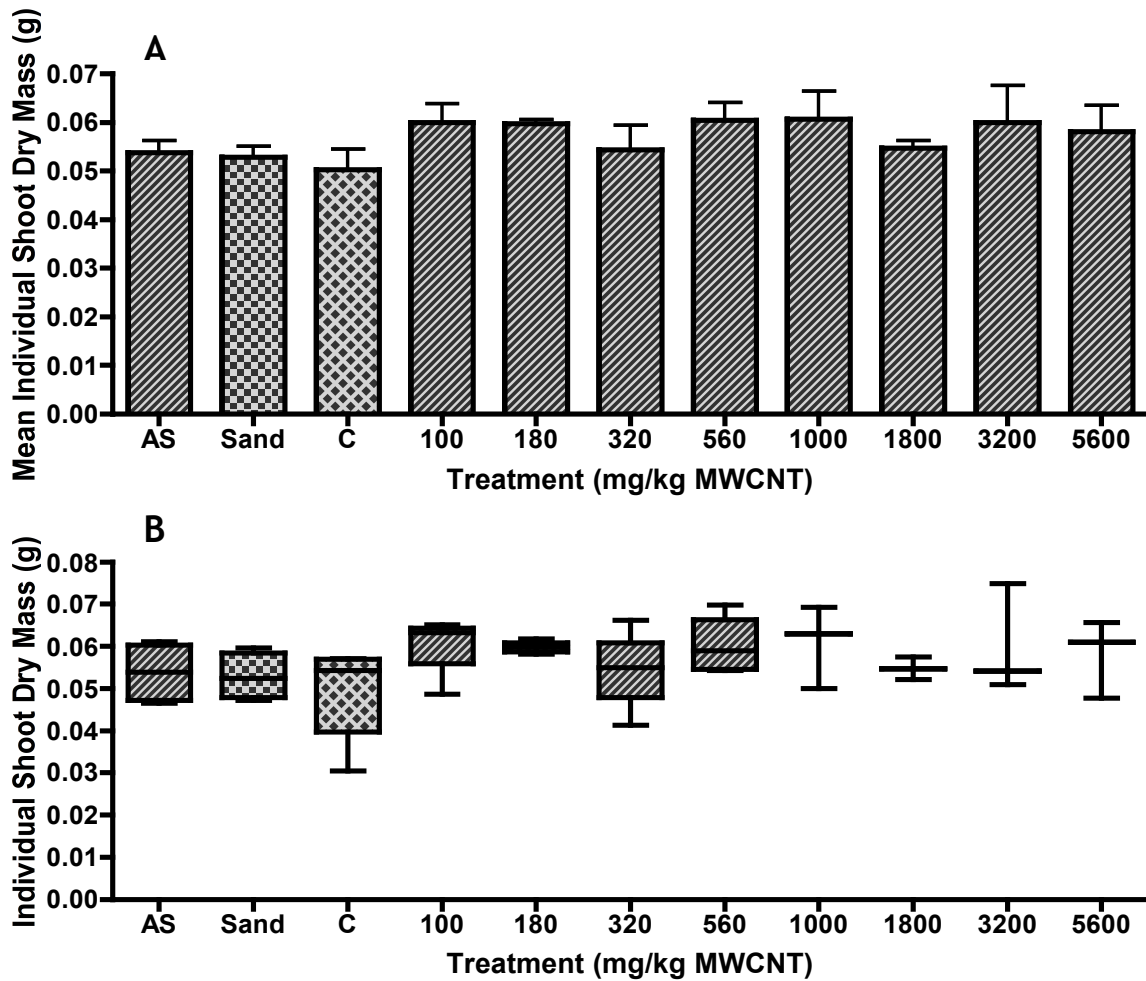 A
Mean Individual Shoot Dry Mass (g)
0.07
0.06
0.05
0.04
0.03
0.02
0.01
0.00
AS Sand C 100 180 320 560 1000 1800 3200 5600
Treatment (mg/kg MWCNT)
B
Individual Shoot Dry Mass (g)
0.08
0.07
0.06
0.05
0.04
0.03
0.02
0.01
0.00
AS Sand C 100 180 320 560 1000 1800 3200 5600
Treatment (mg/kg MWCNT)